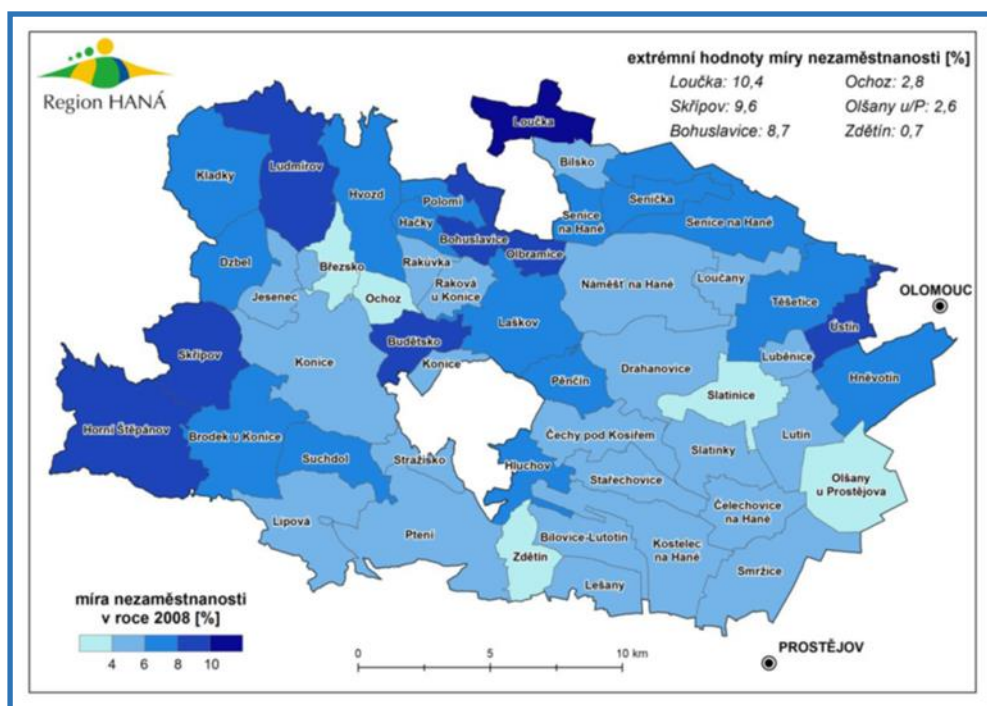 Region HANÁ
extrémní hodnoty míry nezaměstnanosti [%]
Loučka: 10,4
Ochoz: 2,8
Skřípov: 9,6
Olšany u/P: 2,6
Bohuslavice: 8,7
Zdětín: 0,7
Loučka
Bílsko
Ludmírov
Kladky
Hvozd
Polomí
Senička
Senice
na Hané
Senice na Hané
Hačky
Bohuslavice
Olbramice
Dzbel
Březsko
Rakůvka
Raková
u Konice
Náměšť na Hané
Loučany
Jesenec
Ochoz
Těšetice
OLOMOUC
Laškov
Ústín
Skřípov
Budětsko
Konice
Konice
Luběnice
Drahanovice
Pěnčín
Hněvotín
Slatinice
Horní Štěpánov
Brodek u Konice
Čechy pod Kosířem
Lutín
Slatinky
Suchdol
Stražisko
Hluchov
Stařechovice
Olšany
u Prostějova
Čelechovice
na Hané
Lipová
Ptení
Bílovice-Lutotín
Kostelec
na Hané
Zdětín
Smržice
Lešany
míra nezaměstnanosti
v roce 2008 [%]
4 6 8 10
0 5 10 km
PROSTĚJOV